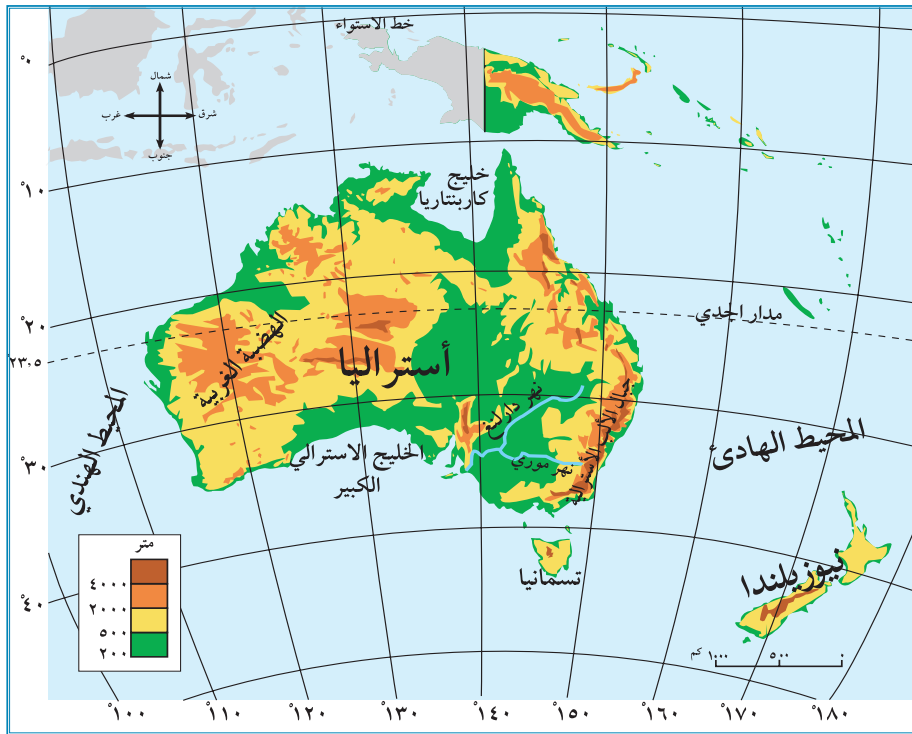 خط الاستواء
°٠
شمال
شرق
غرب
جنوب
°١٠
خليج
كاربنتاريا
°٢٠
مدار الجدي
°٢٣,٥
الهضبة الغربية
أستراليا
نهر دارلنغ
جبال الألب الأسترالية
المحيط الهندي
المحيط الهادئ
الخليج الاسترالي
الكبير
نهر موري
°٣٠
متر
٤٠٠٠
٢٠٠٠
٥٠٠
٢٠٠
تسمانيا
نيوزيلندا
°٤٠
٠ ٥٠٠ ١٠٠٠ كم
°١٠٠ °١١٠ °١٢٠ °١٣٠ °١٤٠ °١٥٠ °١٦٠ °١٧٠ °١٨٠